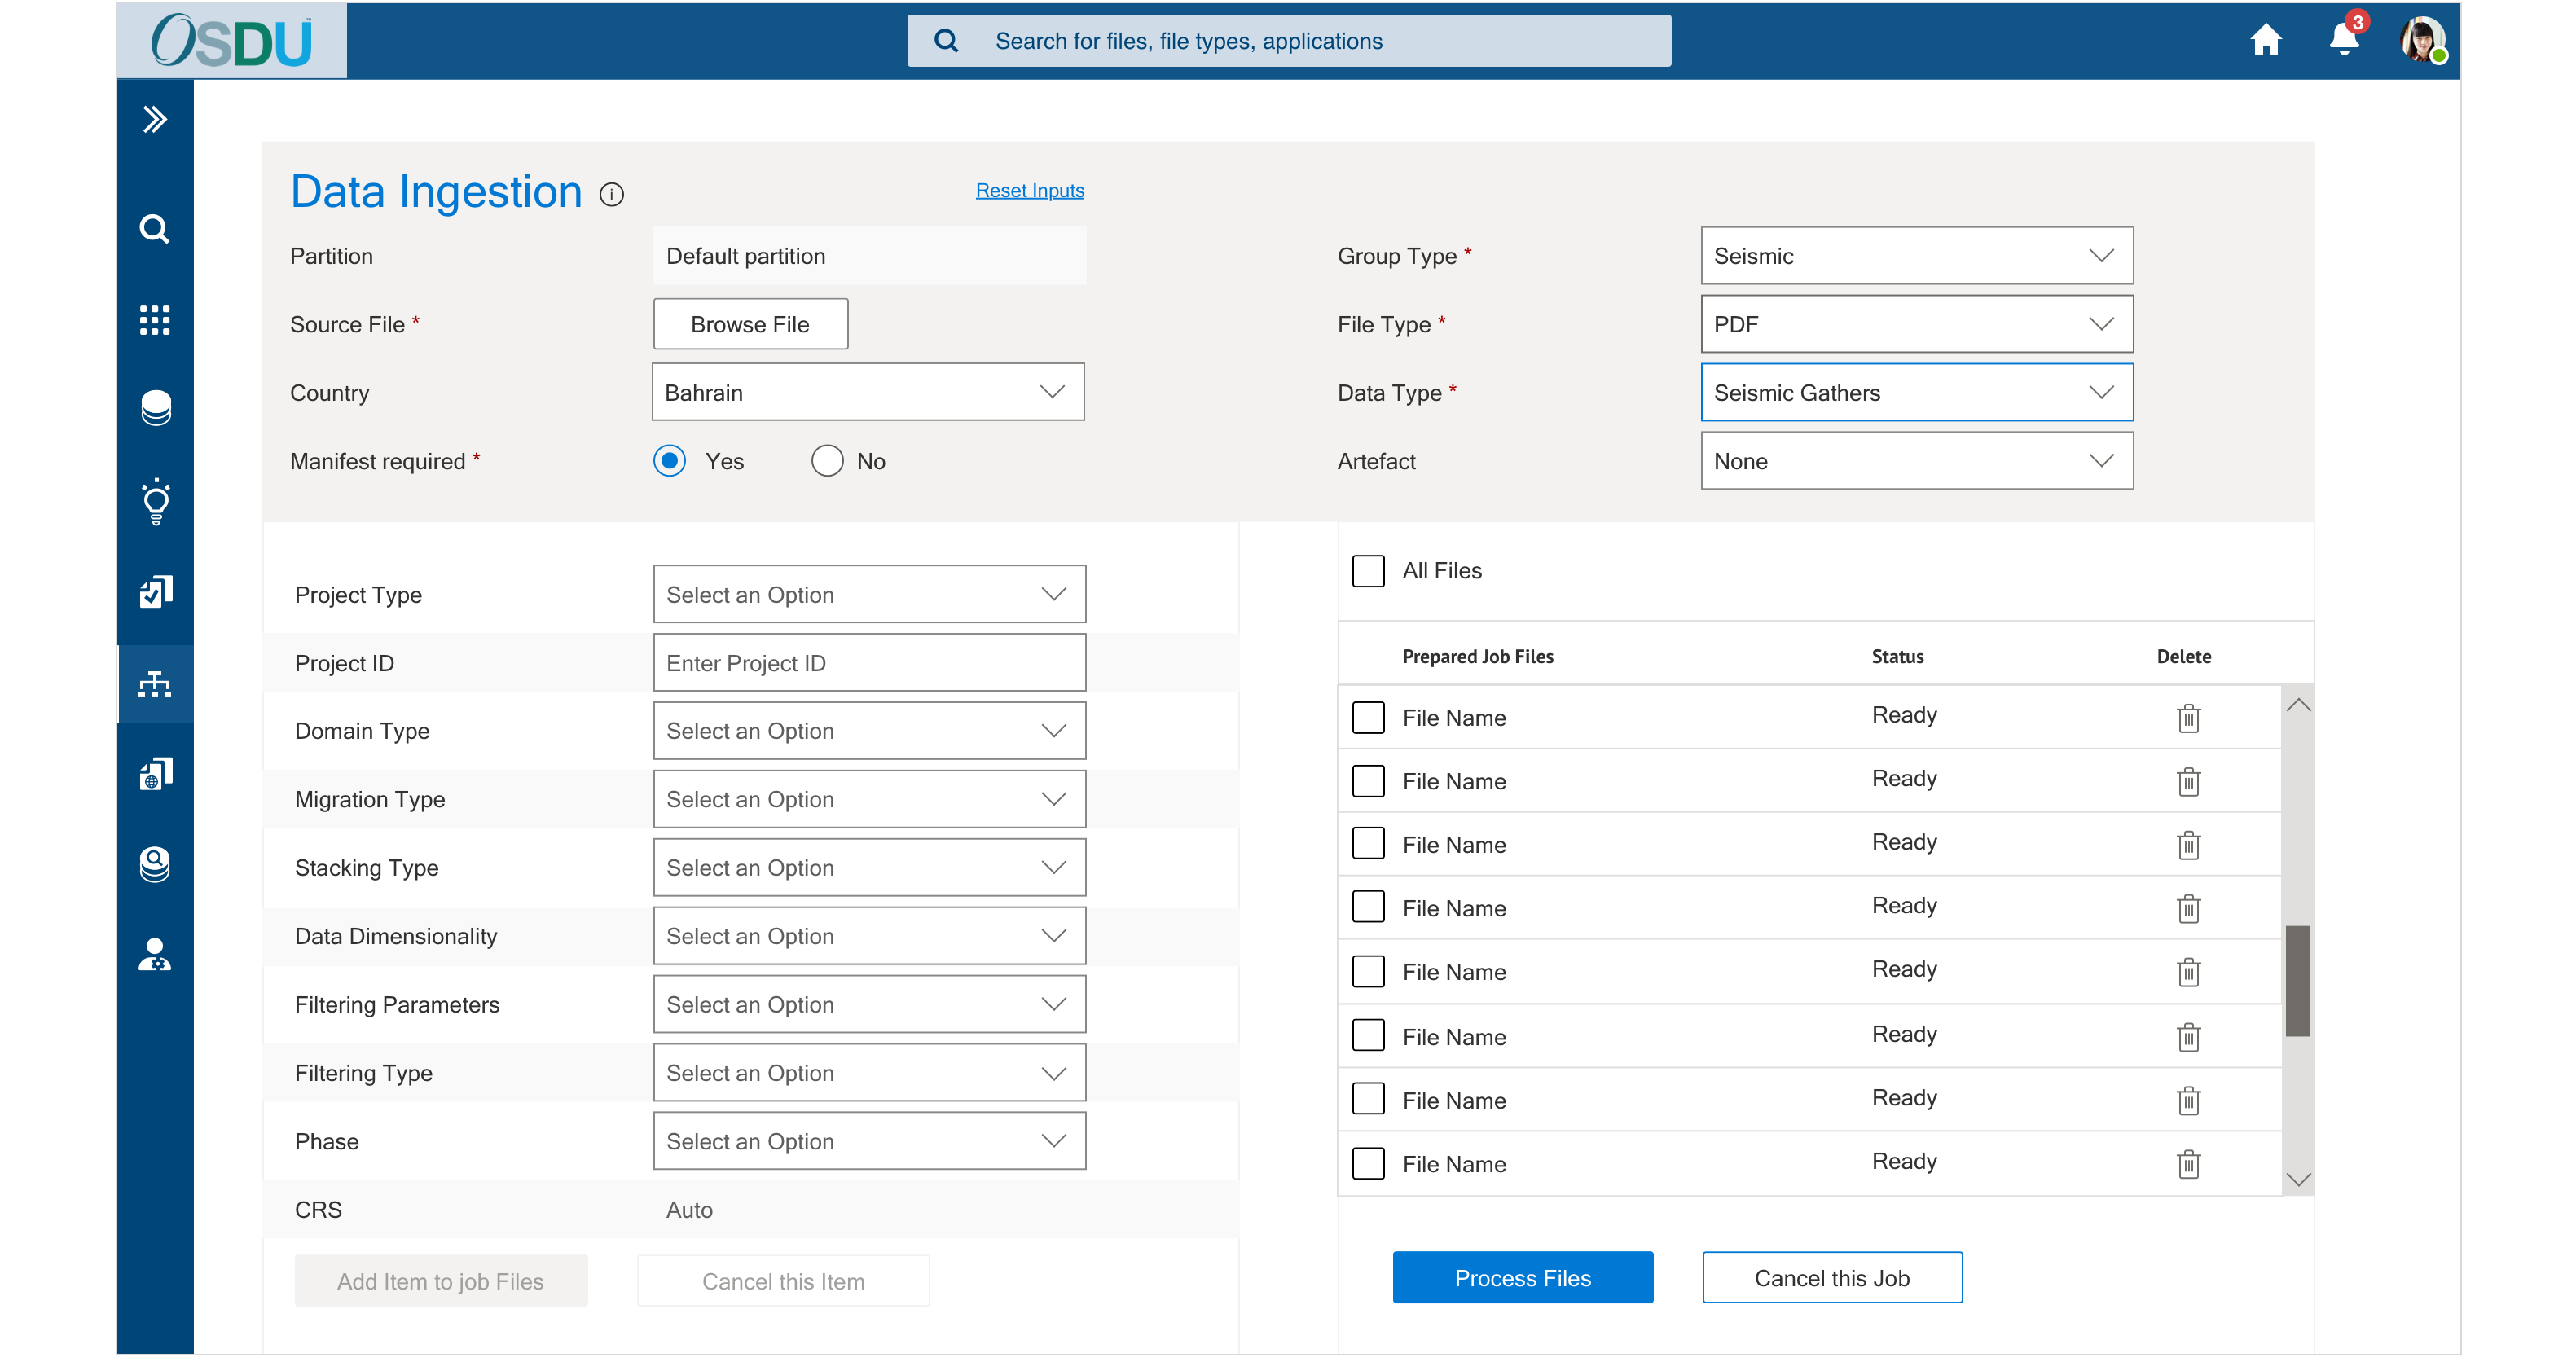 OSDU™
Search for files, file types, applications
3
Data Ingestion
Reset Inputs
Partition
Default partition
Source File *
Browse File
Country
Bahrain
Manifest required *
Yes
No
Group Type *
Seismic
File Type *
PDF
Data Type *
Seismic Gathers
Artefact
None
Project Type
Select an Option
Project ID
Enter Project ID
Domain Type
Select an Option
Migration Type
Select an Option
Stacking Type
Select an Option
Data Dimensionality
Select an Option
Filtering Parameters
Select an Option
Filtering Type
Select an Option
Phase
Select an Option
CRS
Auto
Add Item to job Files
Cancel this Item
All Files
Prepared Job Files Status Delete
File Name Ready
File Name Ready
File Name Ready
File Name Ready
File Name Ready
File Name Ready
File Name Ready
File Name Ready
Process Files
Cancel this Job